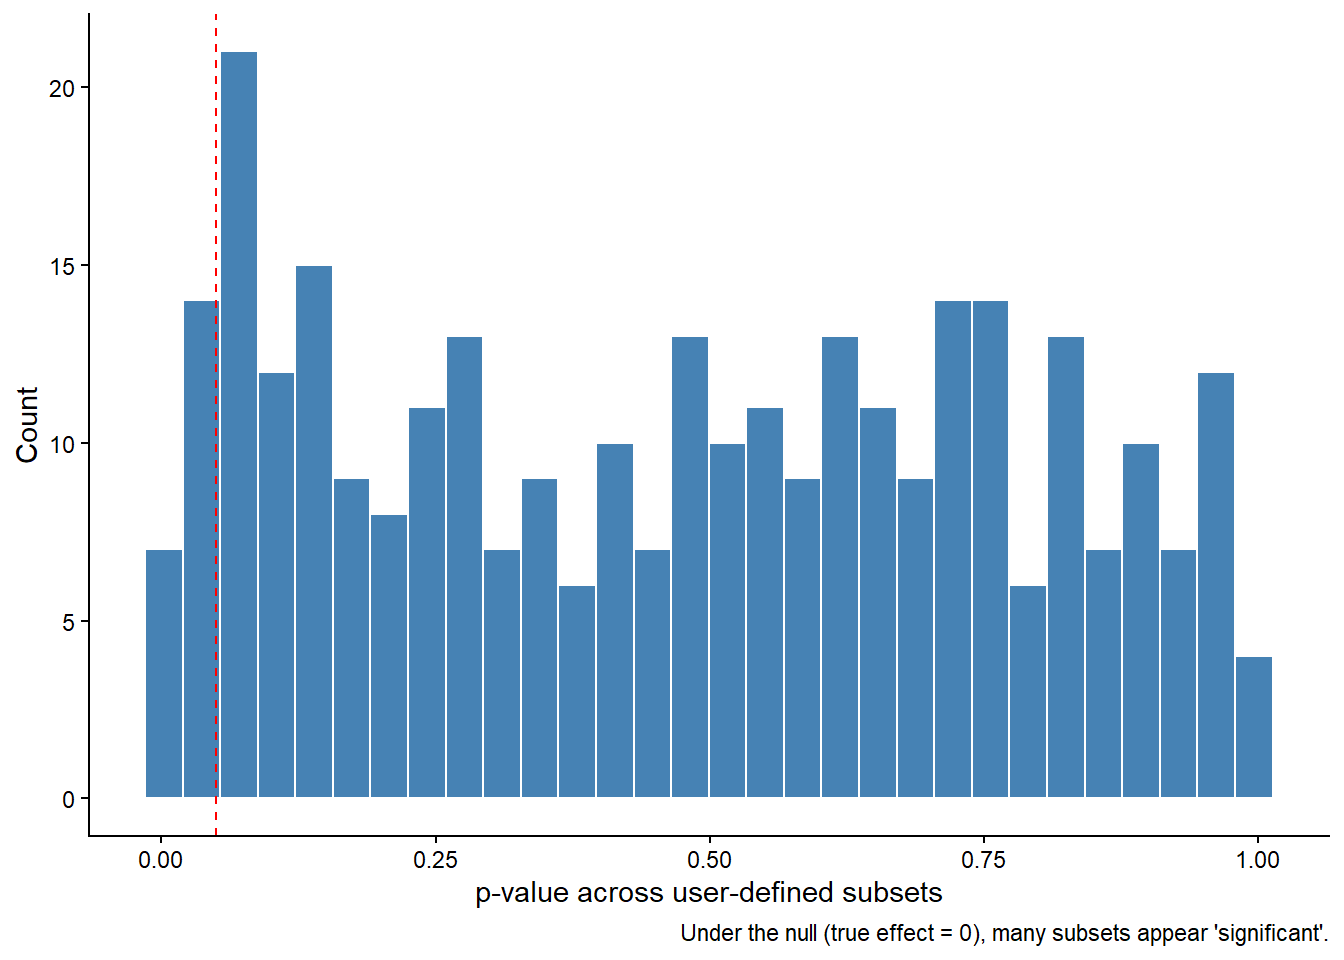 Count
20
15
10
5
0
0.00 0.25 0.50 0.75 1.00
p-value across user-defined subsets
Under the null (true effect = 0), many subsets appear 'significant'.